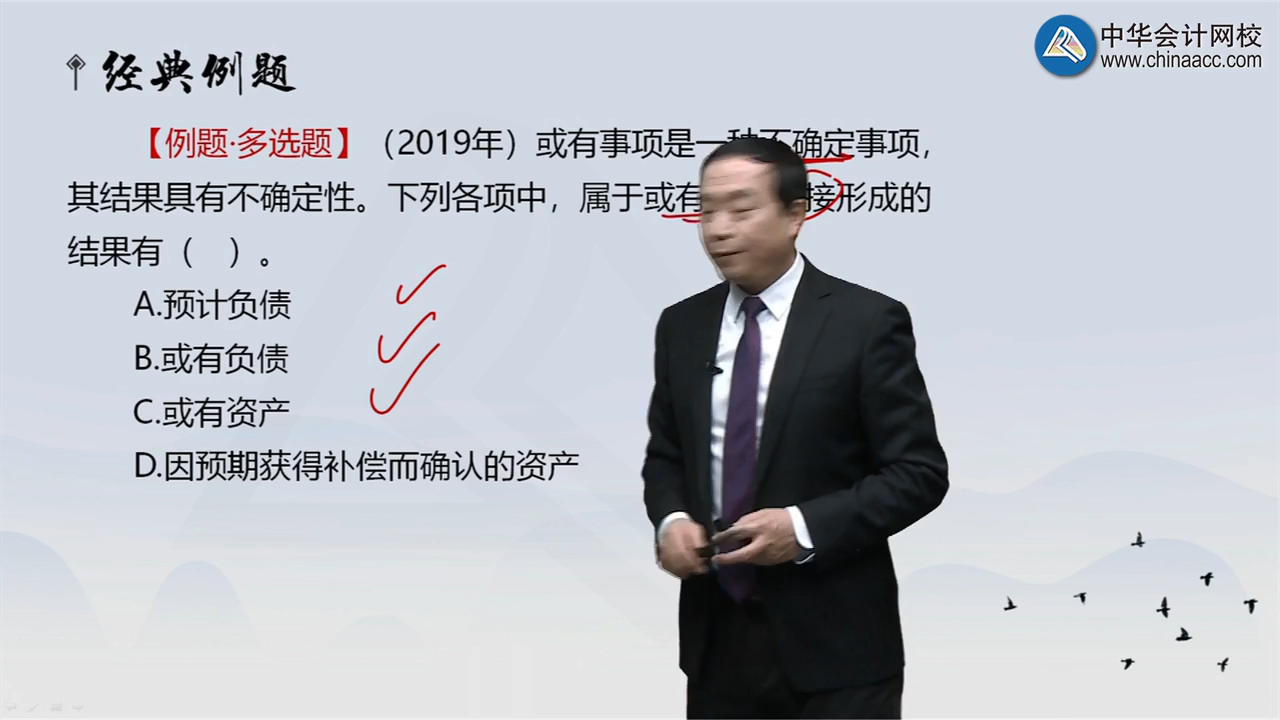 中华会计网校
www.chinaacc.com
经典例题
【例题·多选题】（2019年）或有事项是一种不确定事项，
其结果具有不确定性。下列各项中，属于或有 接形成的
结果有（ ）。
A.预计负债
B.或有负债
C.或有资产
D.因预期获得补偿而确认的资产